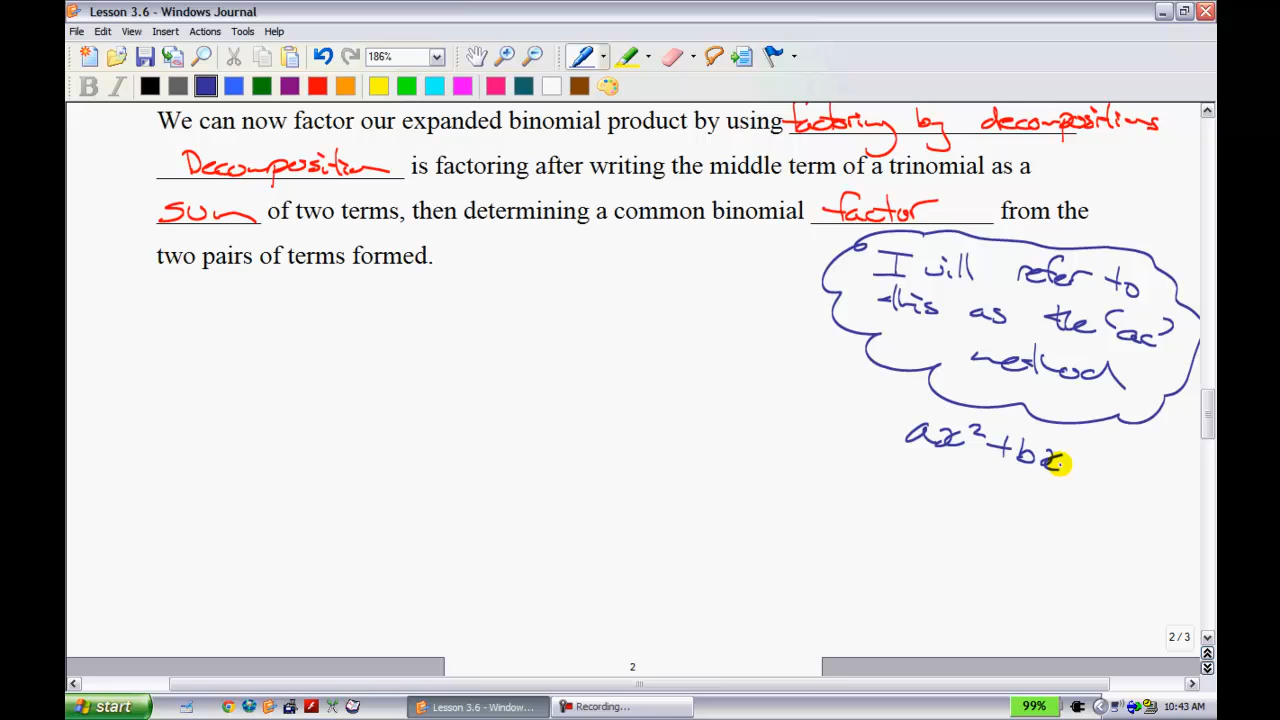 Lesson 3.6 - Windows Journal
File Edit View Insert Actions Tools Help
186%
B I
We can now factor our expanded binomial product by using factoring by decompositions
Decomposition is factoring after writing the middle term of a trinomial as a
sum of two terms, then determining a common binomial factor from the
two pairs of terms formed.
I will refer to
this as the "ac"
method
ax²+bx
2/3
2
start
Lesson 3.6 - Window...
Recording...
99%
10:43 AM